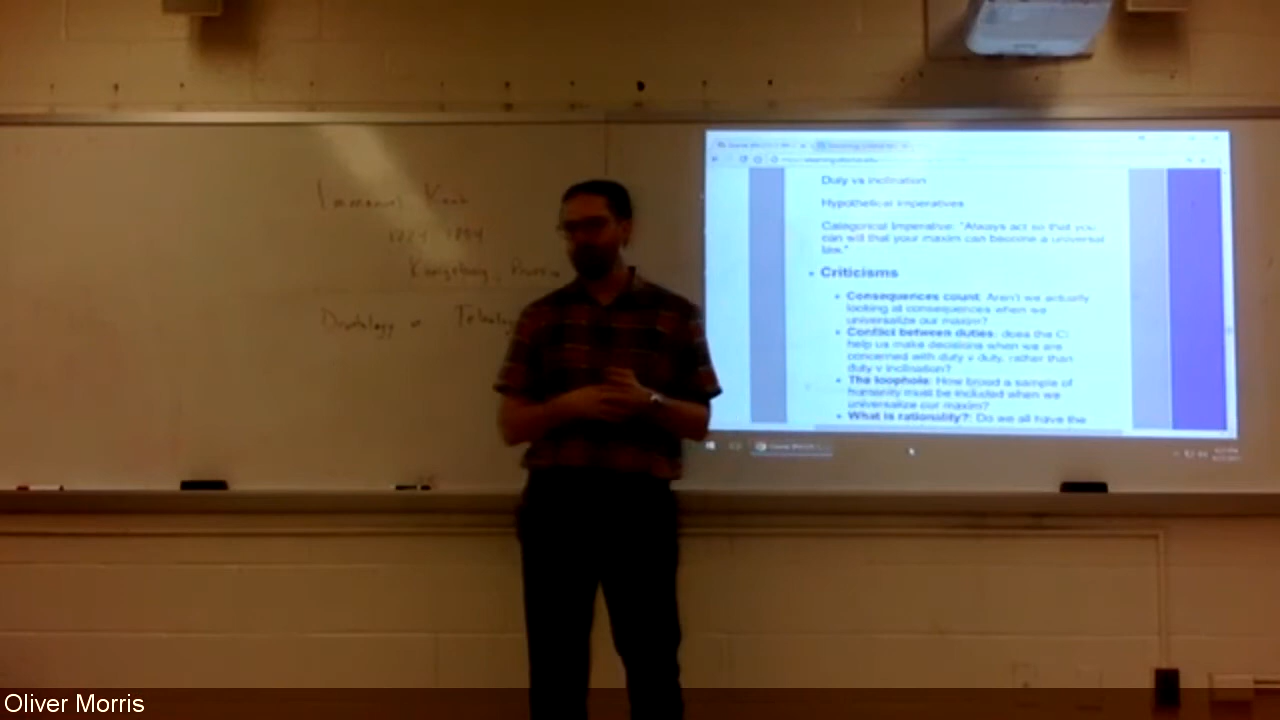 Immanuel Kant
1724 1804
Konigsberg, Prussia
Deontology
Duty vs inclination
Hypothetical imperatives
Categorical Imperative: "Always act so that you
can will that your maxim can become a universal
law."
Criticisms
Consequences count: Aren't we actually
looking at consequences when we
universalize our maxim?
Conflict between duties: does the CI
help us make decisions when we are
concerned with duty v duty, rather than
duty v inclination?
The loophole: How broad a sample of
humanity must be included when we
universalize our maxim?
What is rationality?: Do we all have the
Oliver Morris